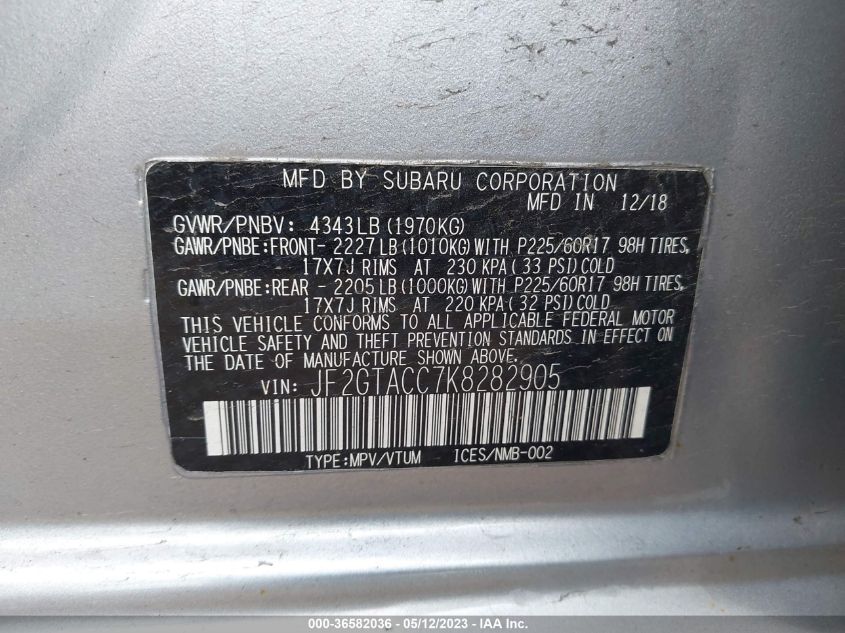 MFD BY SUBARU CORPORATION
MFD IN 12/18
GVWR/PNBV: 4343LB (1970KG)
GAWR/PNBE:FRONT- 2227LB(1010KG)WITH P225/60R17 98H TIRES,
17X7J RIMS AT 230 KPA(33 PSI)COLD
GAWR/PNBE:REAR - 2205LB(1000KG)WITH P225/60R17 98H TIRES,
17X7J RIMS AT 220 KPA(32 PSI)COLD
THIS VEHICLE CONFORMS TO ALL APPLICABLE FEDERAL MOTOR
VEHICLE SAFETY AND THEFT PREVENTION STANDARDS IN EFFECT ON
THE DATE OF MANUFACTURE SHOWN ABOVE.
VIN: JF2GTACC7K8282905
TYPE:MPV/VTUM ICES/NMB-002
000-36582036 - 05/12/2023 - IAA Inc.